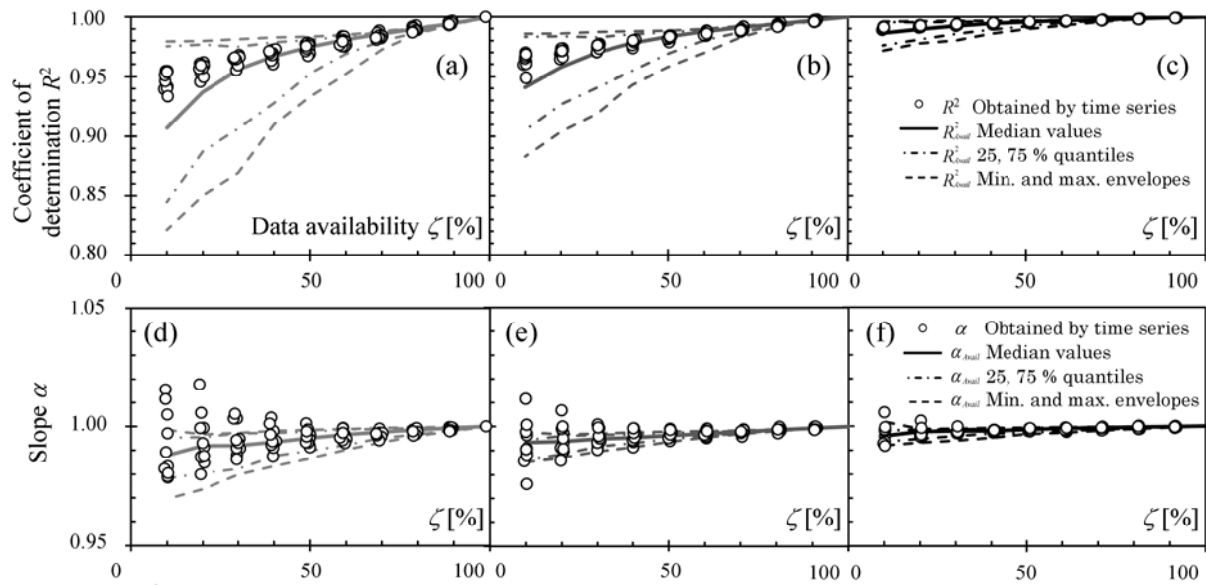 Coefficient of determination R²
1.00
0.95
0.90
0.85
0.80
(a)
Data availability ζ [%]
0 50 100
(b)
ζ [%]
0 50 100
(c)
R² Obtained by time series
R²Avail Median values
R²Avail 25, 75 % quantiles
R²Avail Min. and max. envelopes
ζ [%]
0 50 100
Slope α
1.05
1.00
0.95
(d)
ζ [%]
0 50 100
(e)
ζ [%]
0 50 100
(f)
α Obtained by time series
αAvail Median values
αAvail 25, 75 % quantiles
αAvail Min. and max. envelopes
ζ [%]
0 50 100